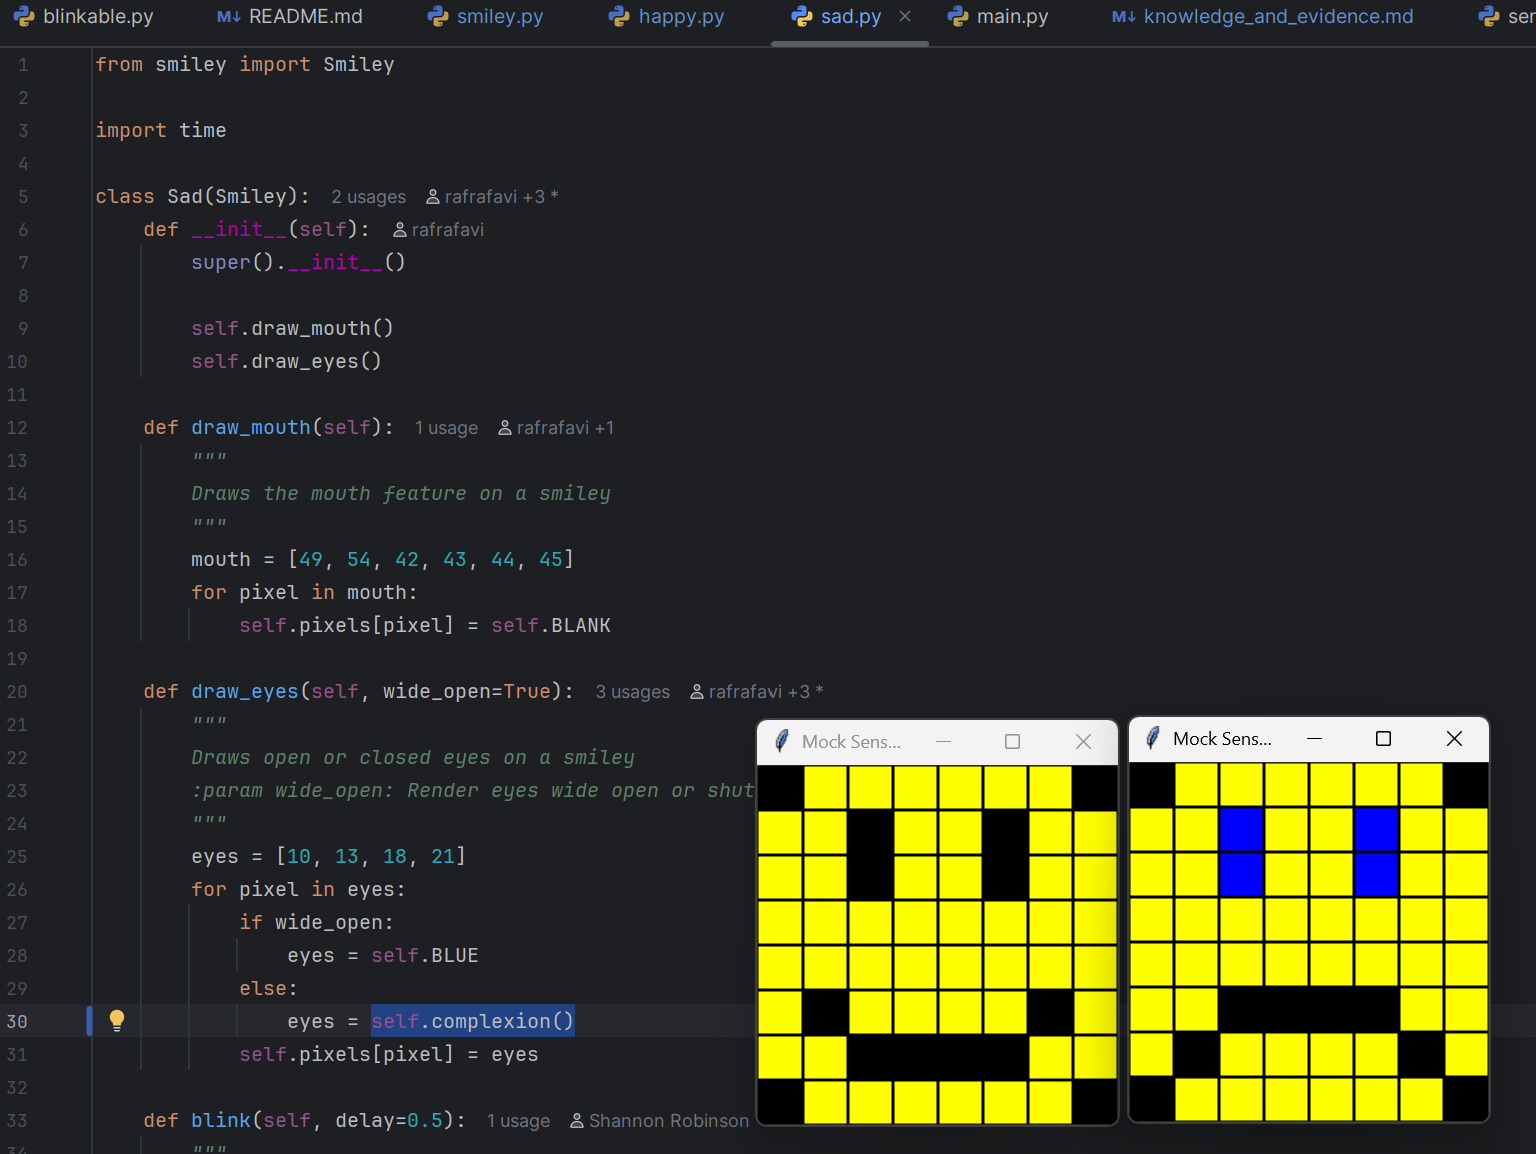 blinkable.py M↓ README.md smiley.py happy.py sad.py main.py M↓ knowledge_and_evidence.md
1 from smiley import Smiley
2
3 import time
4
5 class Sad(Smiley): 2 usages rafrafavi +3 *
6 def __init__(self): rafrafavi
7 super().__init__()
8
9 self.draw_mouth()
10 self.draw_eyes()
11
12 def draw_mouth(self): 1 usage rafrafavi +1
13 """
14 Draws the mouth feature on a smiley
15 """
16 mouth = [49, 54, 42, 43, 44, 45]
17 for pixel in mouth:
18 self.pixels[pixel] = self.BLANK
19
20 def draw_eyes(self, wide_open=True): 3 usages rafrafavi +3 *
21 """
22 Draws open or closed eyes on a smiley
23 :param wide_open: Render eyes wide open or shut
24 """
25 eyes = [10, 13, 18, 21]
26 for pixel in eyes:
27 if wide_open:
28 eyes = self.BLUE
29 else:
30 eyes = self.complexion()
31 self.pixels[pixel] = eyes
32
33 def blink(self, delay=0.5): 1 usage Shannon Robinson
34 """
Mock Sens...
Mock Sens...